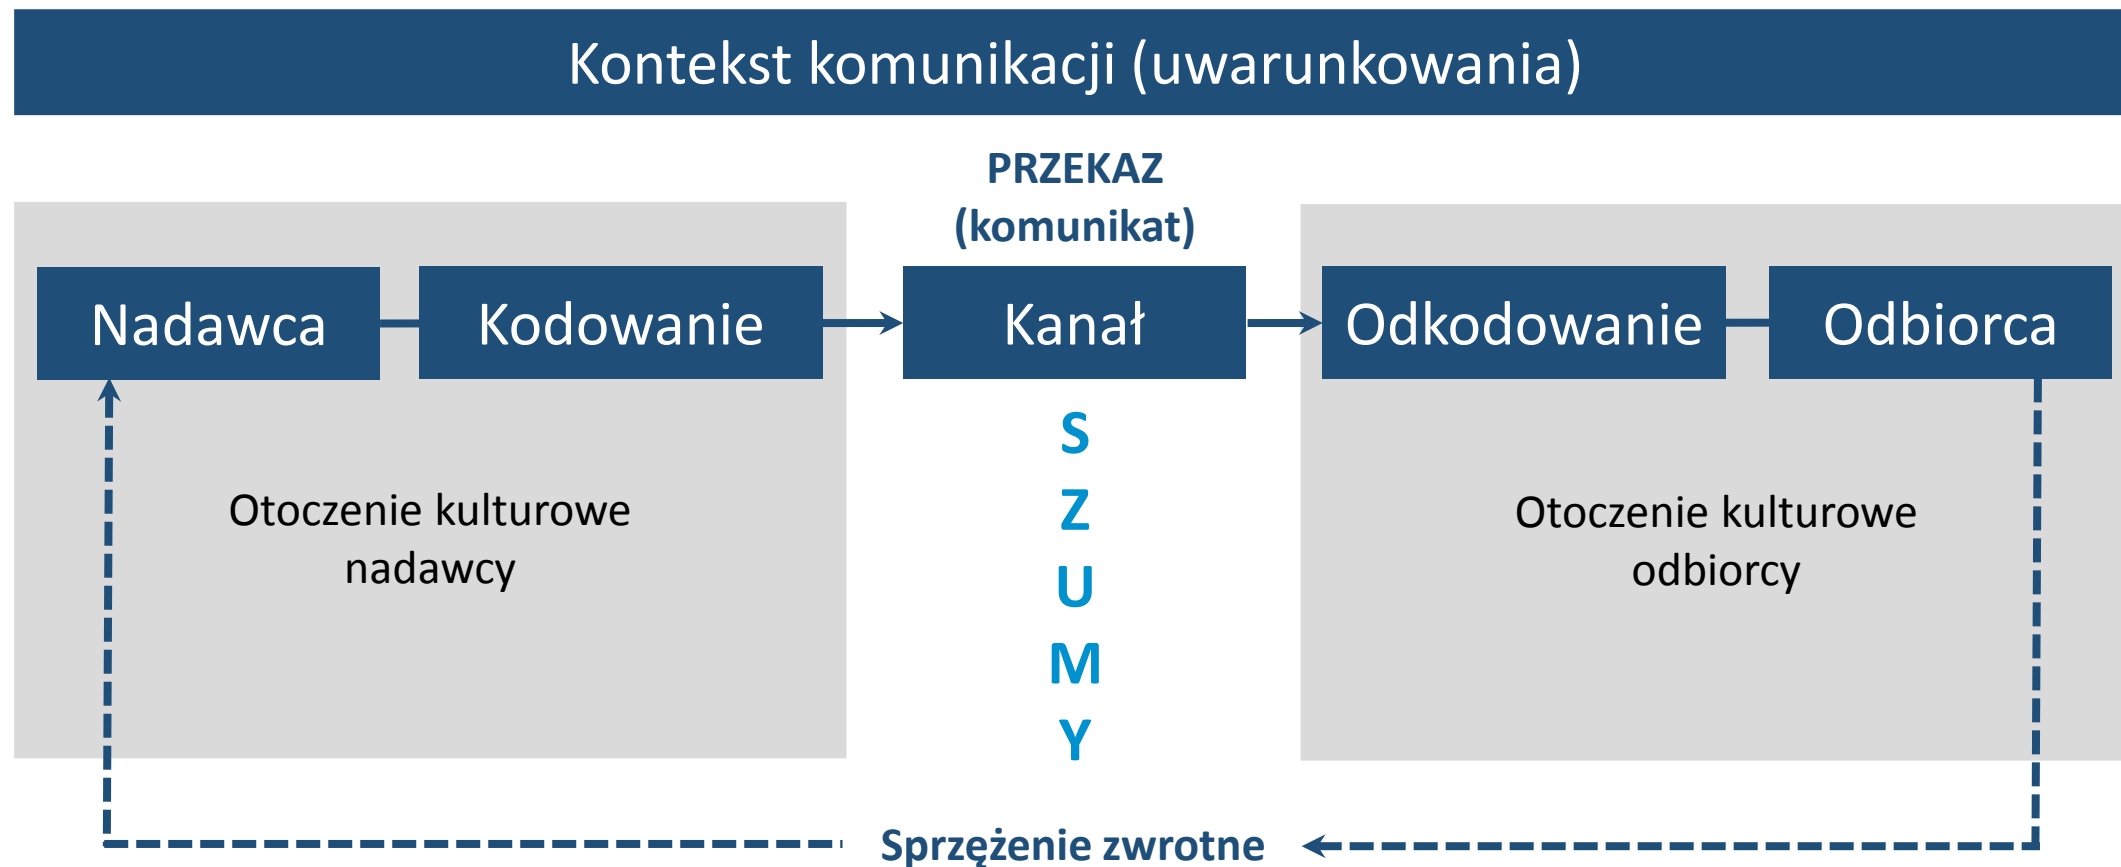 Kontekst komunikacji (uwarunkowania)
PRZEKAZ
(komunikat)
Nadawca
Kodowanie
Kanał
Odkodowanie
Odbiorca
S
Z
U
M
Y
Otoczenie kulturowe
nadawcy
Otoczenie kulturowe
odbiorcy
Sprzężenie zwrotne